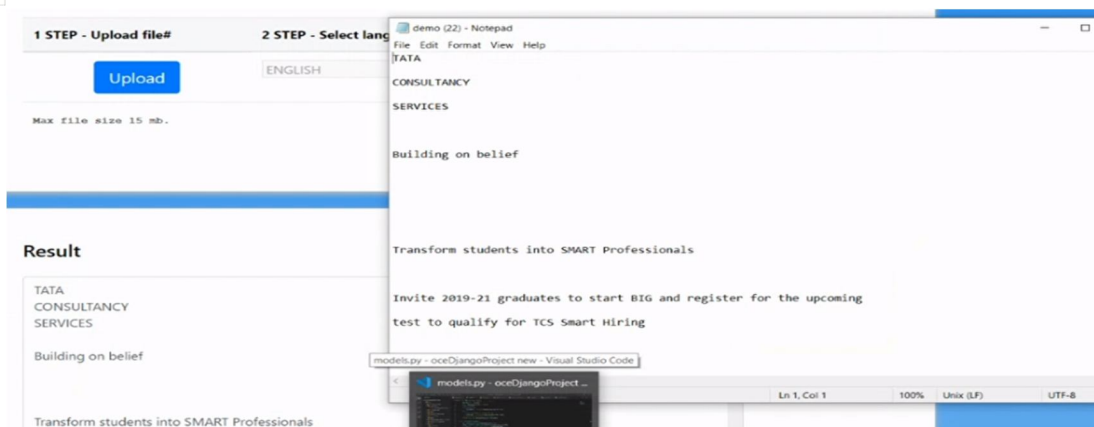 1 STEP - Upload file#
2 STEP - Select lang
Upload
ENGLISH
Max file size 15 mb.
Result
TATA
CONSULTANCY
SERVICES
Building on belief
Transform students into SMART Professionals
demo (22) - Notepad
File Edit Format View Help
TATA
CONSULTANCY
SERVICES
Building on belief
Transform students into SMART Professionals
Invite 2019-21 graduates to start BIG and register for the upcoming
test to qualify for TCS Smart Hiring
models.py - oceDjangoProject new - Visual Studio Code
models.py - oceDjangoProject ...
Ln 1, Col 1
100%
Unix (LF)
UTF-8